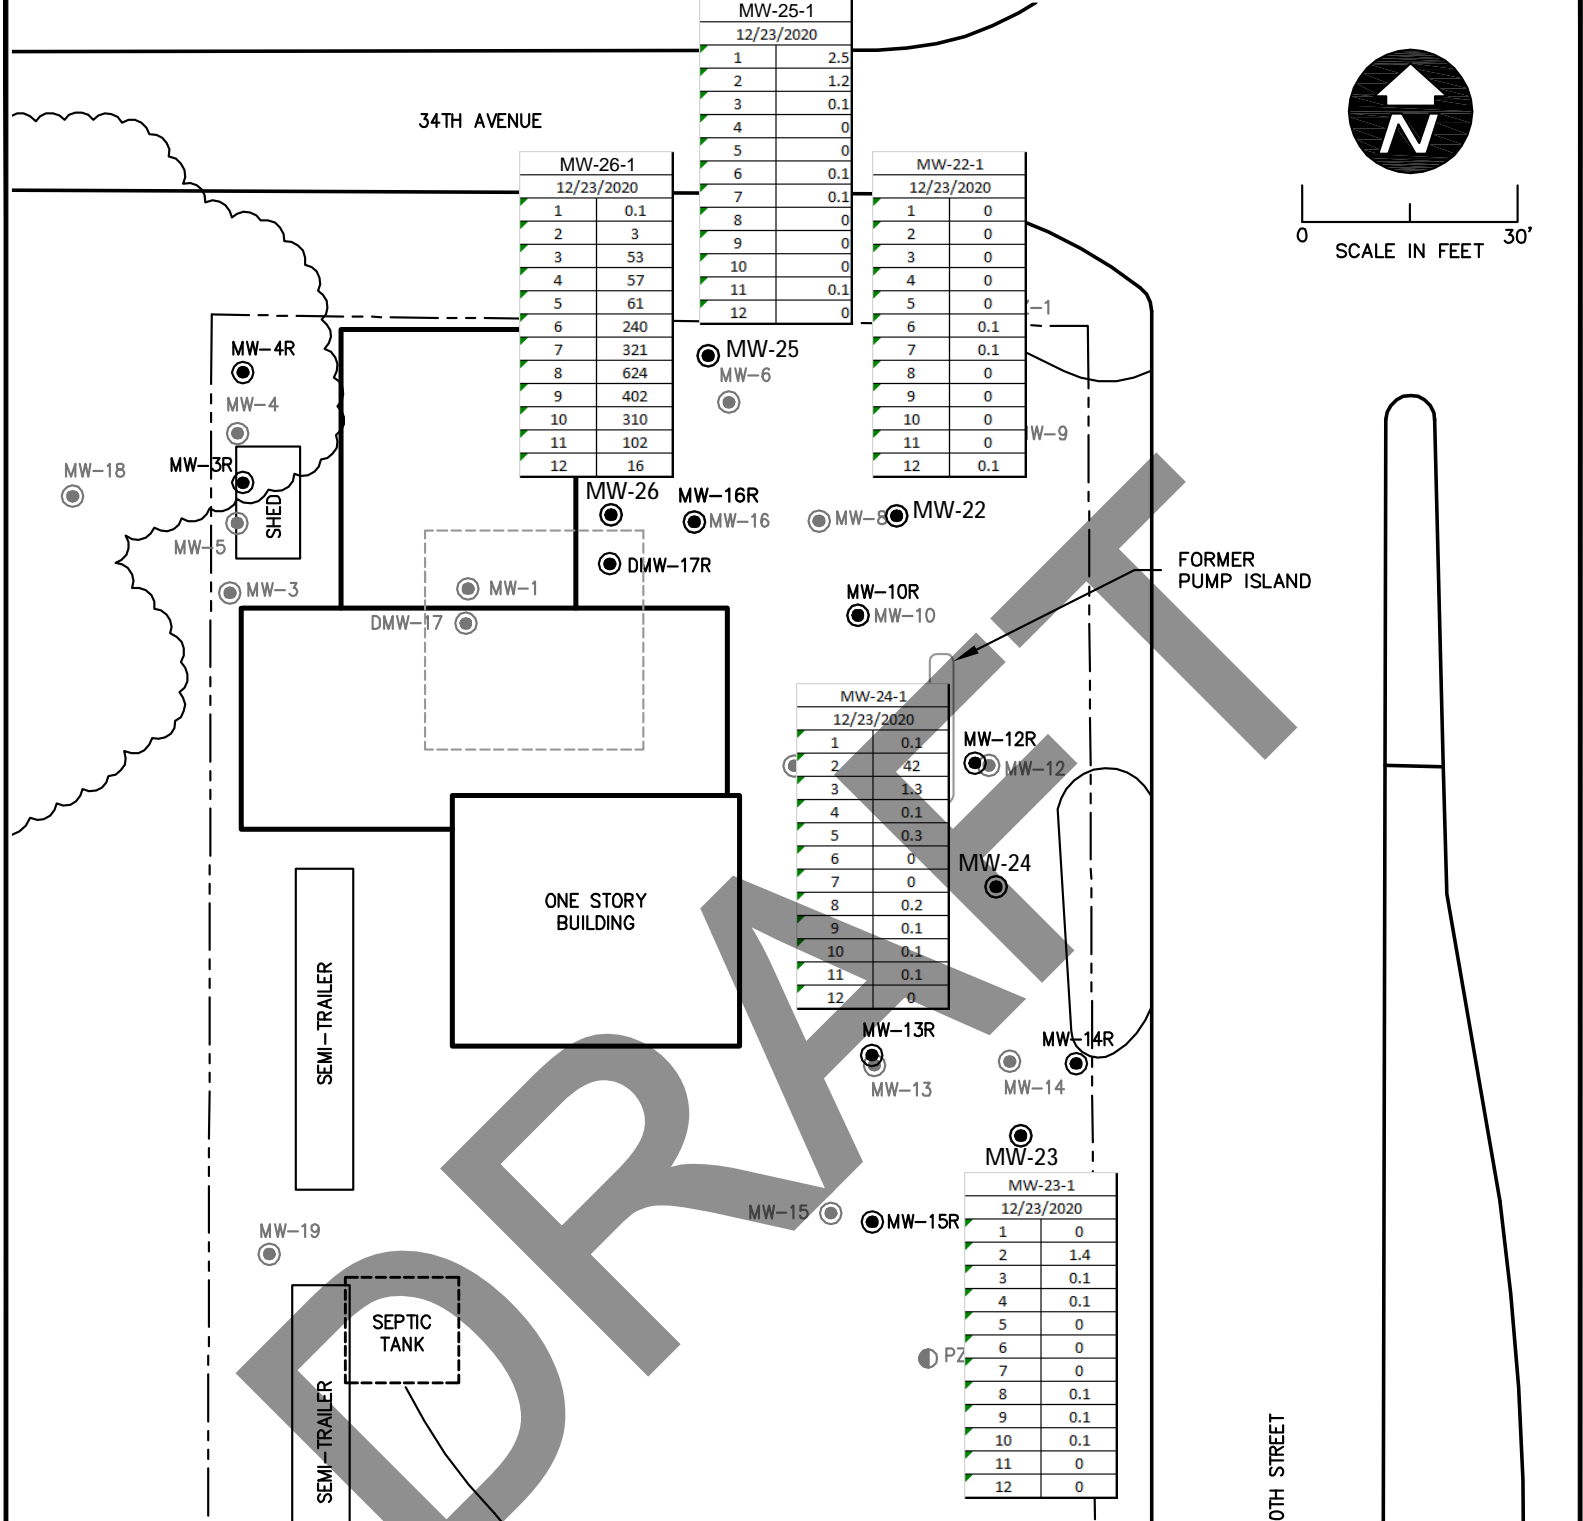 MW-25-1
12/23/2020
1 2.5
2 1.2
3 0.1
4 0
5 0
6 0.1
7 0.1
8 0
9 0
10 0
11 0.1
12 0
34TH AVENUE
MW-26-1
12/23/2020
1 0.1
2 3
3 53
4 57
5 61
6 240
7 321
8 624
9 402
10 310
11 102
12 16
MW-22-1
12/23/2020
1 0
2 0
3 0
4 0
5 0
6 0.1
7 0.1
8 0
9 0
10 0
11 0
12 0.1
N
0 30'
SCALE IN FEET
-1
W-9
MW-4R
MW-4
MW-25
MW-6
MW-18
MW-3R
SHED
MW-5
MW-3
MW-26
MW-16R
MW-16
MW-8
MW-22
DMW-17R
MW-1
DMW-17
MW-10R
MW-10
FORMER
PUMP ISLAND
MW-24-1
12/23/2020
1 0.1
2 42
3 1.3
4 0.1
5 0.3
6 0
7 0
8 0.2
9 0.1
10 0.1
11 0.1
12 0
MW-12R
MW-12
MW-24
ONE STORY
BUILDING
SEMI-TRAILER
MW-13R
MW-13
MW-14R
MW-14
MW-23
MW-15
MW-15R
MW-23-1
12/23/2020
1 0
2 1.4
3 0.1
4 0.1
5 0
6 0
7 0
8 0.1
9 0.1
10 0.1
11 0
12 0
MW-19
SEPTIC
TANK
SEMI-TRAILER
PZ
0TH STREET
DRAFT